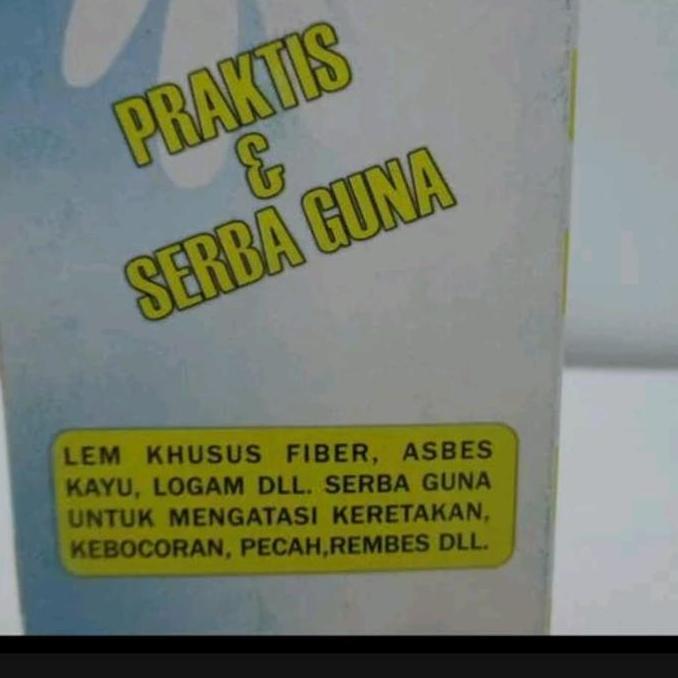 PRAKTIS
&
SERBA GUNA
LEM KHUSUS FIBER, ASBES
KAYU, LOGAM DLL. SERBA GUNA
UNTUK MENGATASI KERETAKAN,
KEBOCORAN, PECAH,REMBES DLL.